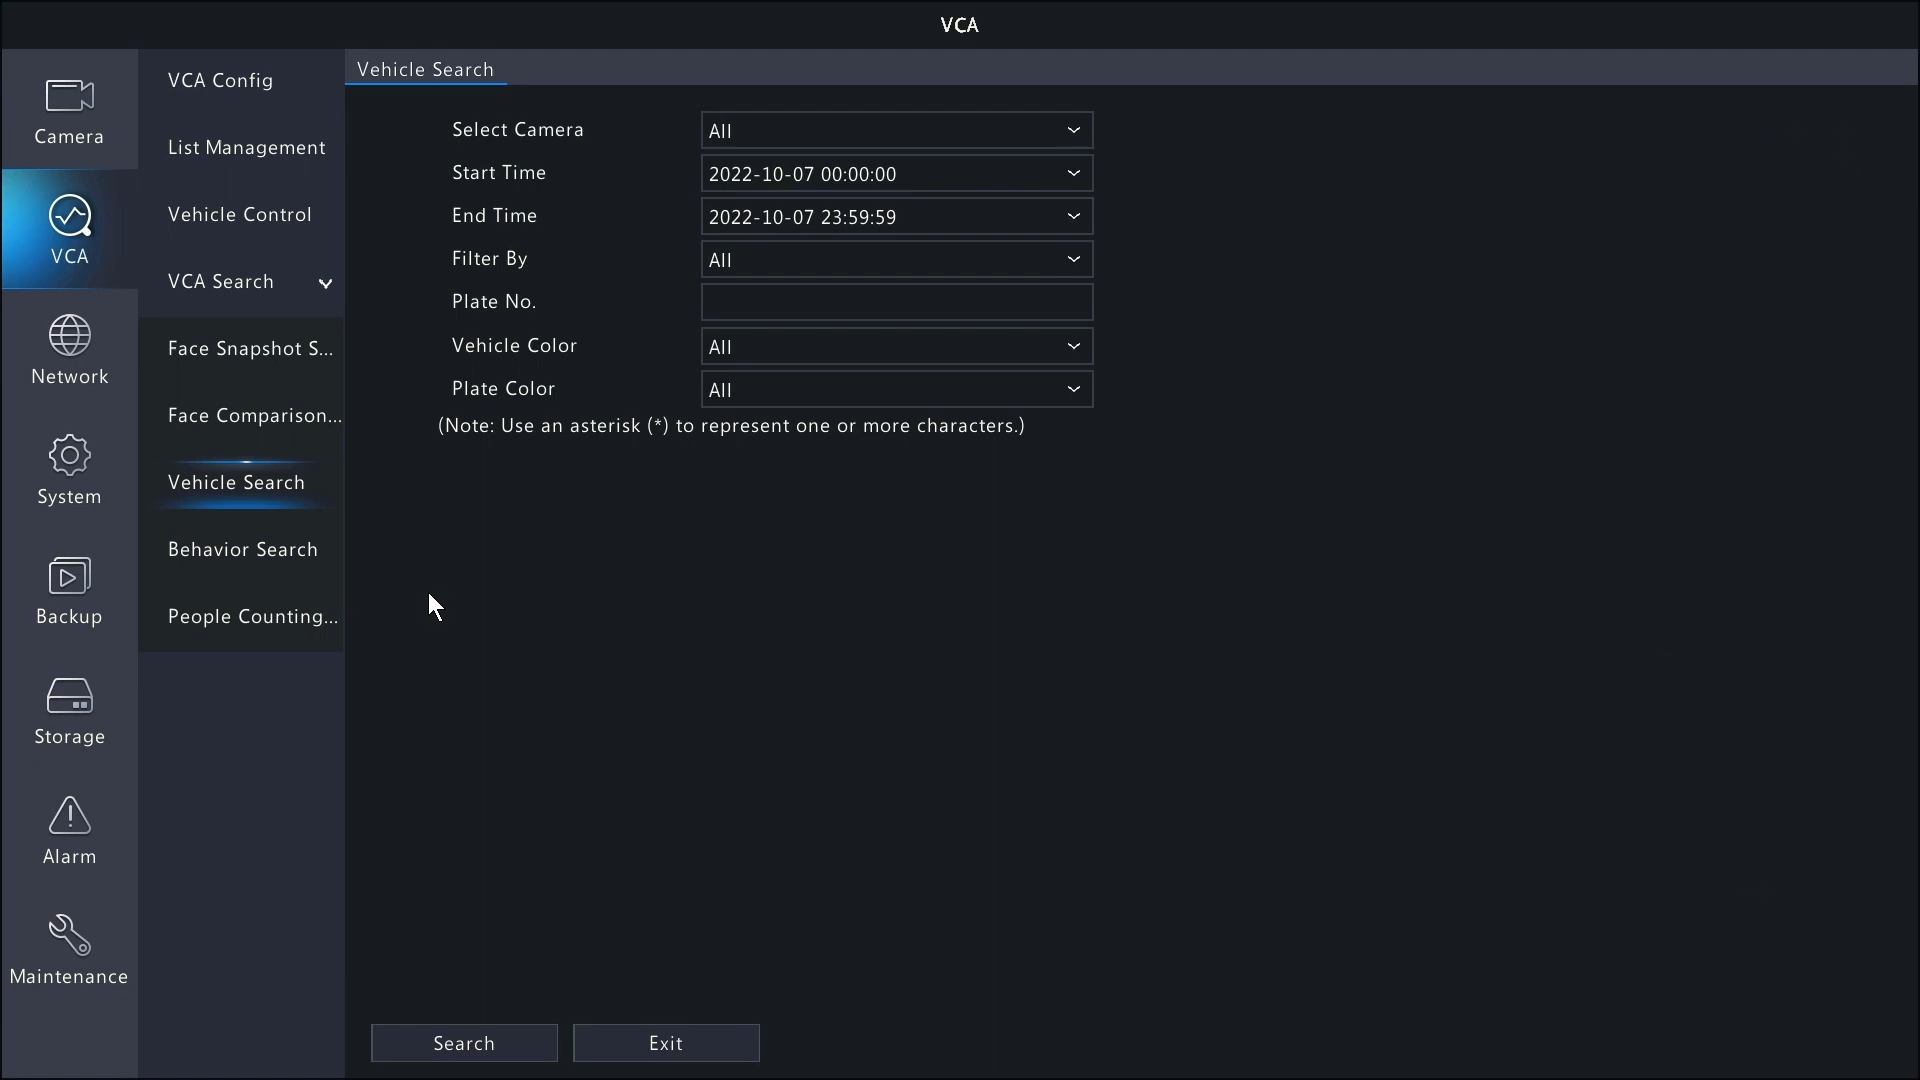 VCA
Camera
VCA
Network
System
Backup
Storage
Alarm
Maintenance
VCA Config
List Management
Vehicle Control
VCA Search
Face Snapshot S...
Face Comparison...
Vehicle Search
Behavior Search
People Counting...
Vehicle Search
Select Camera All
Start Time 2022-10-07 00:00:00
End Time 2022-10-07 23:59:59
Filter By All
Plate No.
Vehicle Color All
Plate Color All
(Note: Use an asterisk (*) to represent one or more characters.)
Search Exit